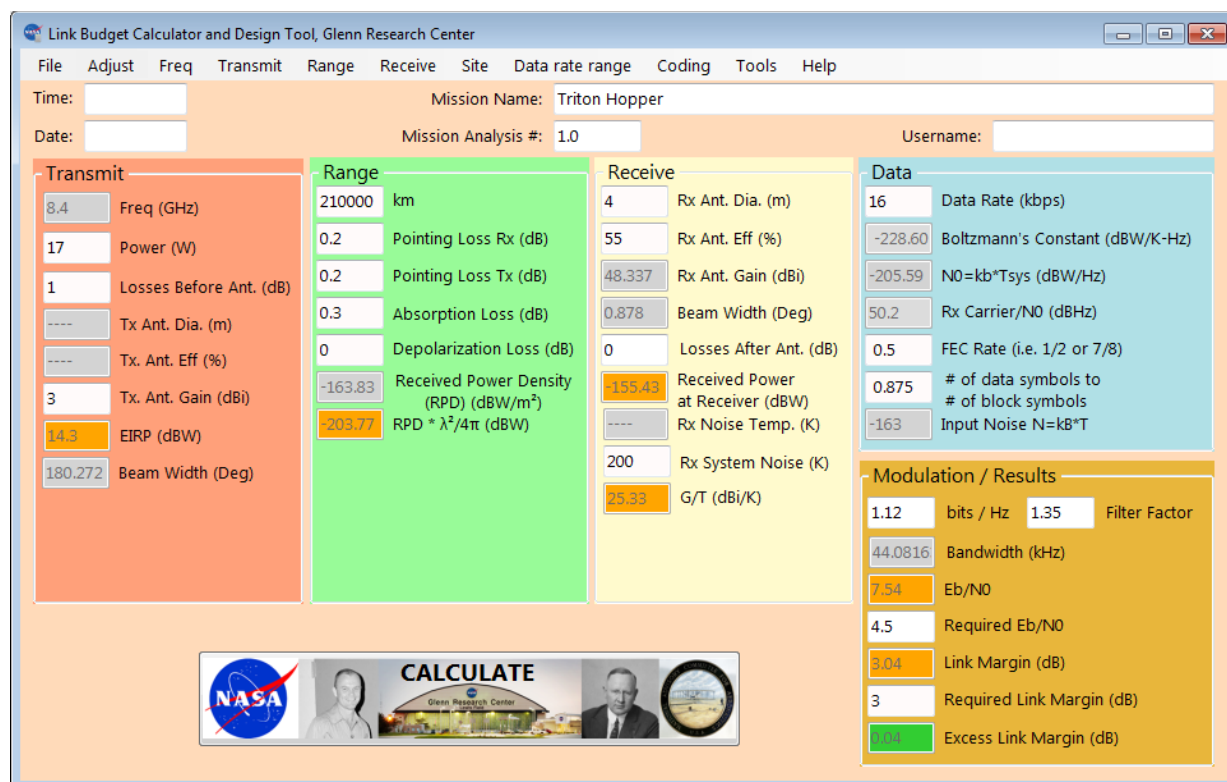 Link Budget Calculator and Design Tool, Glenn Research Center
File Adjust Freq Transmit Range Receive Site Data rate range Coding Tools Help
Time: Mission Name: Triton Hopper
Date: Mission Analysis #: 1.0 Username:
Transmit
8.4 Freq (GHz)
17 Power (W)
1 Losses Before Ant. (dB)
---- Tx Ant. Dia. (m)
---- Tx. Ant. Eff (%)
3 Tx. Ant. Gain (dBi)
14.3 EIRP (dBW)
180.272 Beam Width (Deg)
Range
210000 km
0.2 Pointing Loss Rx (dB)
0.2 Pointing Loss Tx (dB)
0.3 Absorption Loss (dB)
0 Depolarization Loss (dB)
-163.83 Received Power Density
(RPD) (dBW/m²)
-203.77 RPD * λ²/4π (dBW)
Receive
4 Rx Ant. Dia. (m)
55 Rx Ant. Eff (%)
48.337 Rx Ant. Gain (dBi)
0.878 Beam Width (Deg)
0 Losses After Ant. (dB)
-155.43 Received Power
at Receiver (dBW)
---- Rx Noise Temp. (K)
200 Rx System Noise (K)
25.33 G/T (dBi/K)
Data
16 Data Rate (kbps)
-228.60 Boltzmann's Constant (dBW/K-Hz)
-205.59 N0=kb*Tsys (dBW/Hz)
50.2 Rx Carrier/N0 (dBHz)
0.5 FEC Rate (i.e. 1/2 or 7/8)
0.875 # of data symbols to
# of block symbols
-163 Input Noise N=kB*T
Modulation / Results
1.12 bits / Hz 1.35 Filter Factor
44.0816 Bandwidth (kHz)
7.54 Eb/N0
4.5 Required Eb/N0
3.04 Link Margin (dB)
3 Required Link Margin (dB)
0.04 Excess Link Margin (dB)
NASA
CALCULATE
Glenn Research Center